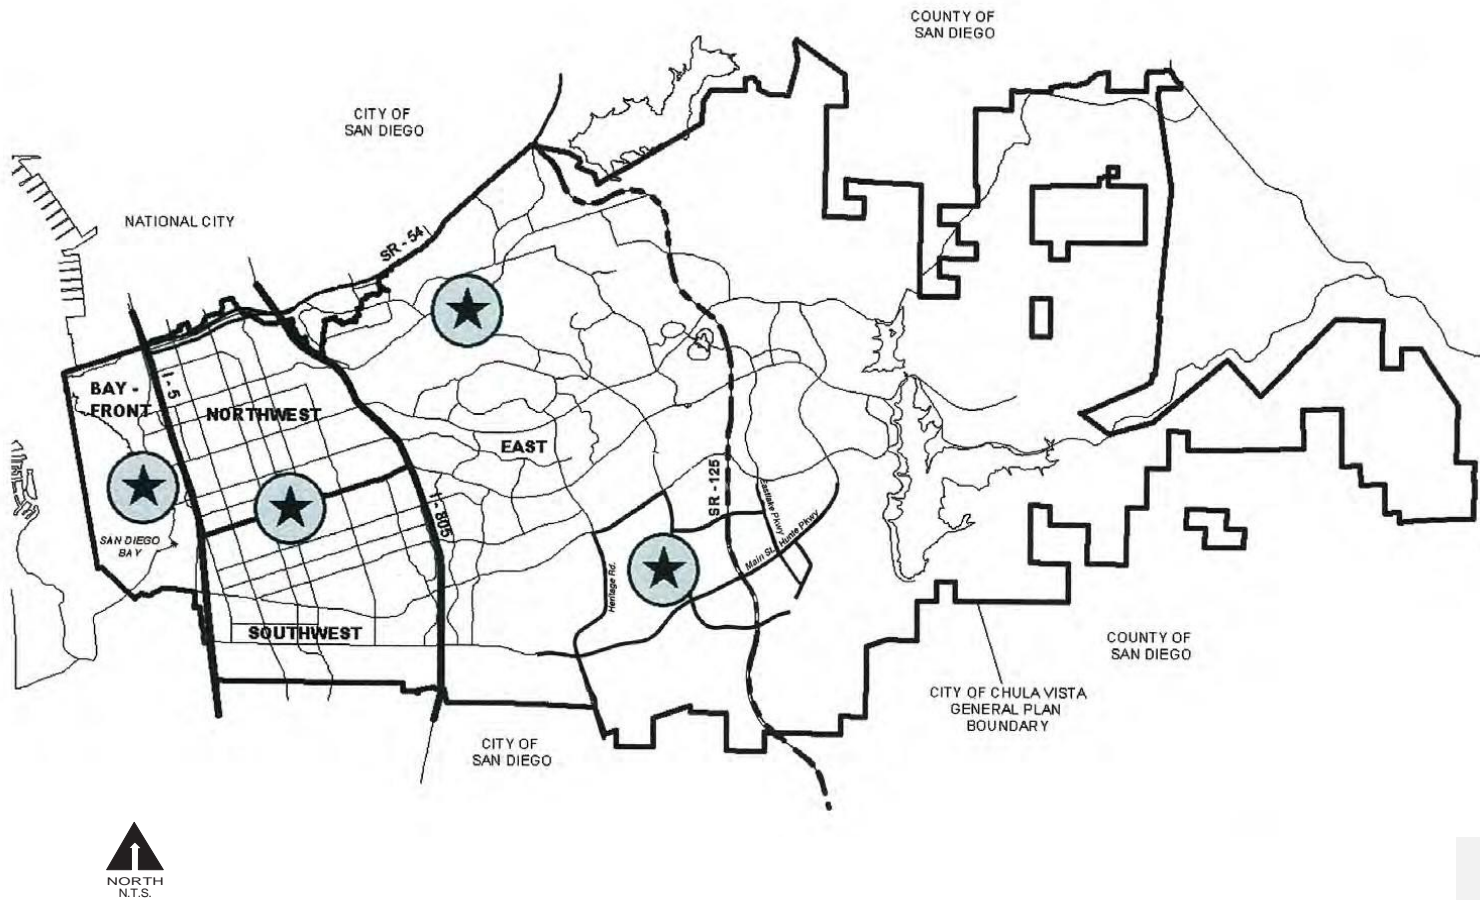 COUNTY OF
SAN DIEGO
CITY OF
SAN DIEGO
NATIONAL CITY
SR - 54
BAY -
FRONT
I - 5
NORTHWEST
EAST
I - 805
SR - 125
Eastlake Pkwy
Hunte Pkwy
Main St.
Heritage Rd.
SAN DIEGO
BAY
SOUTHWEST
COUNTY OF
SAN DIEGO
CITY OF CHULA VISTA
GENERAL PLAN
BOUNDARY
CITY OF
SAN DIEGO
NORTH
N.T.S.